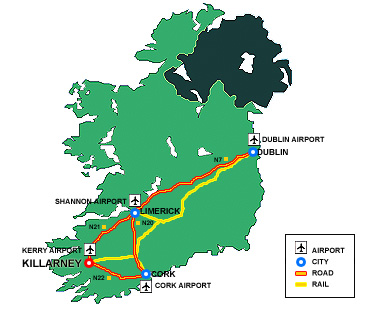 DUBLIN AIRPORT
DUBLIN
N7
SHANNON AIRPORT
LIMERICK
N21
N20
KERRY AIRPORT
KILLARNEY
N22
CORK
CORK AIRPORT
AIRPORT
CITY
ROAD
RAIL